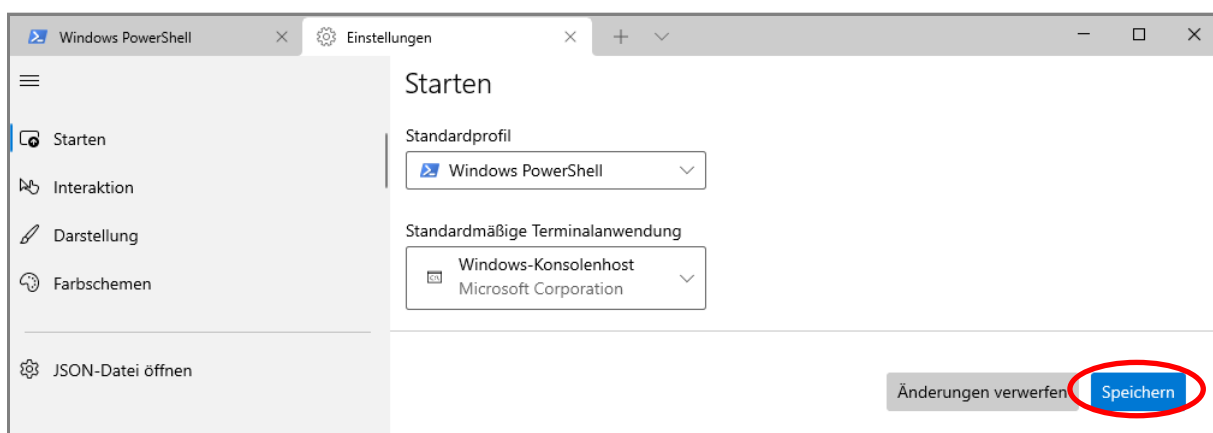 Windows PowerShell
Einstellungen
Starten
Interaktion
Darstellung
Farbschemen
JSON-Datei öffnen
Starten
Standardprofil
Windows PowerShell
Standardmäßige Terminalanwendung
Windows-Konsolenhost
Microsoft Corporation
Änderungen verwerfen
Speichern